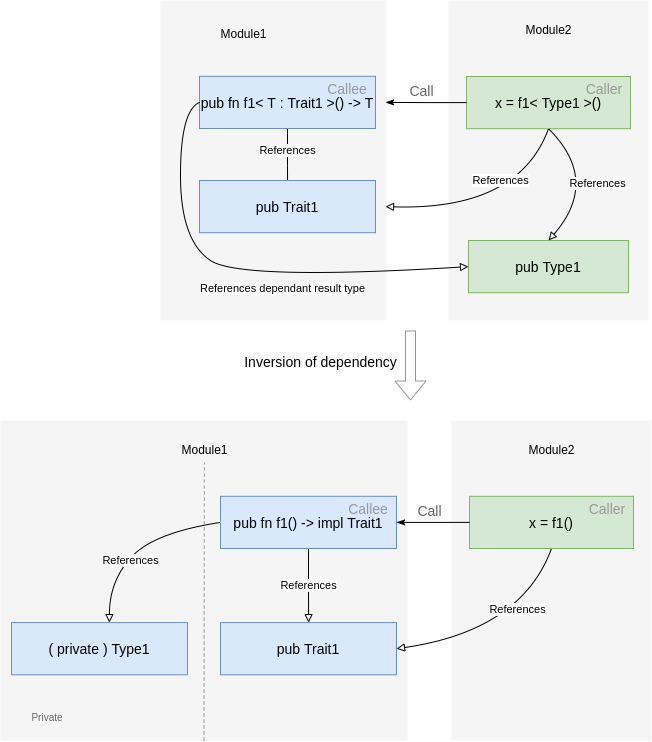 Module1
Module2
Callee
pub fn f1< T : Trait1 >() -> T
Call
Caller
x = f1< Type1 >()
References
References
References
pub Trait1
pub Type1
References dependant result type
Inversion of dependency
Module1
Module2
Callee
pub fn f1() -> impl Trait1
Call
Caller
x = f1()
References
References
References
( private ) Type1
pub Trait1
Private